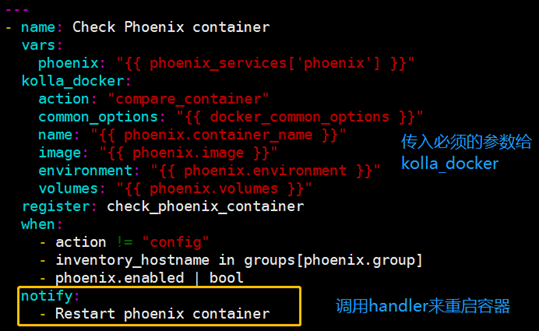 ---
- name: Check Phoenix container
  vars:
    phoenix: "{{ phoenix_services['phoenix'] }}"
  kolla_docker:
    action: "compare_container"
    common_options: "{{ docker_common_options }}"
    name: "{{ phoenix.container_name }}"
    image: "{{ phoenix.image }}"
    environment: "{{ phoenix.environment }}"
    volumes: "{{ phoenix.volumes }}"
  register: check_phoenix_container
  when:
    - action != "config"
    - inventory_hostname in groups[phoenix.group]
    - phoenix.enabled | bool
  notify:
    - Restart phoenix container
传入必须的参数给
kolla_docker
调用handler来重启容器